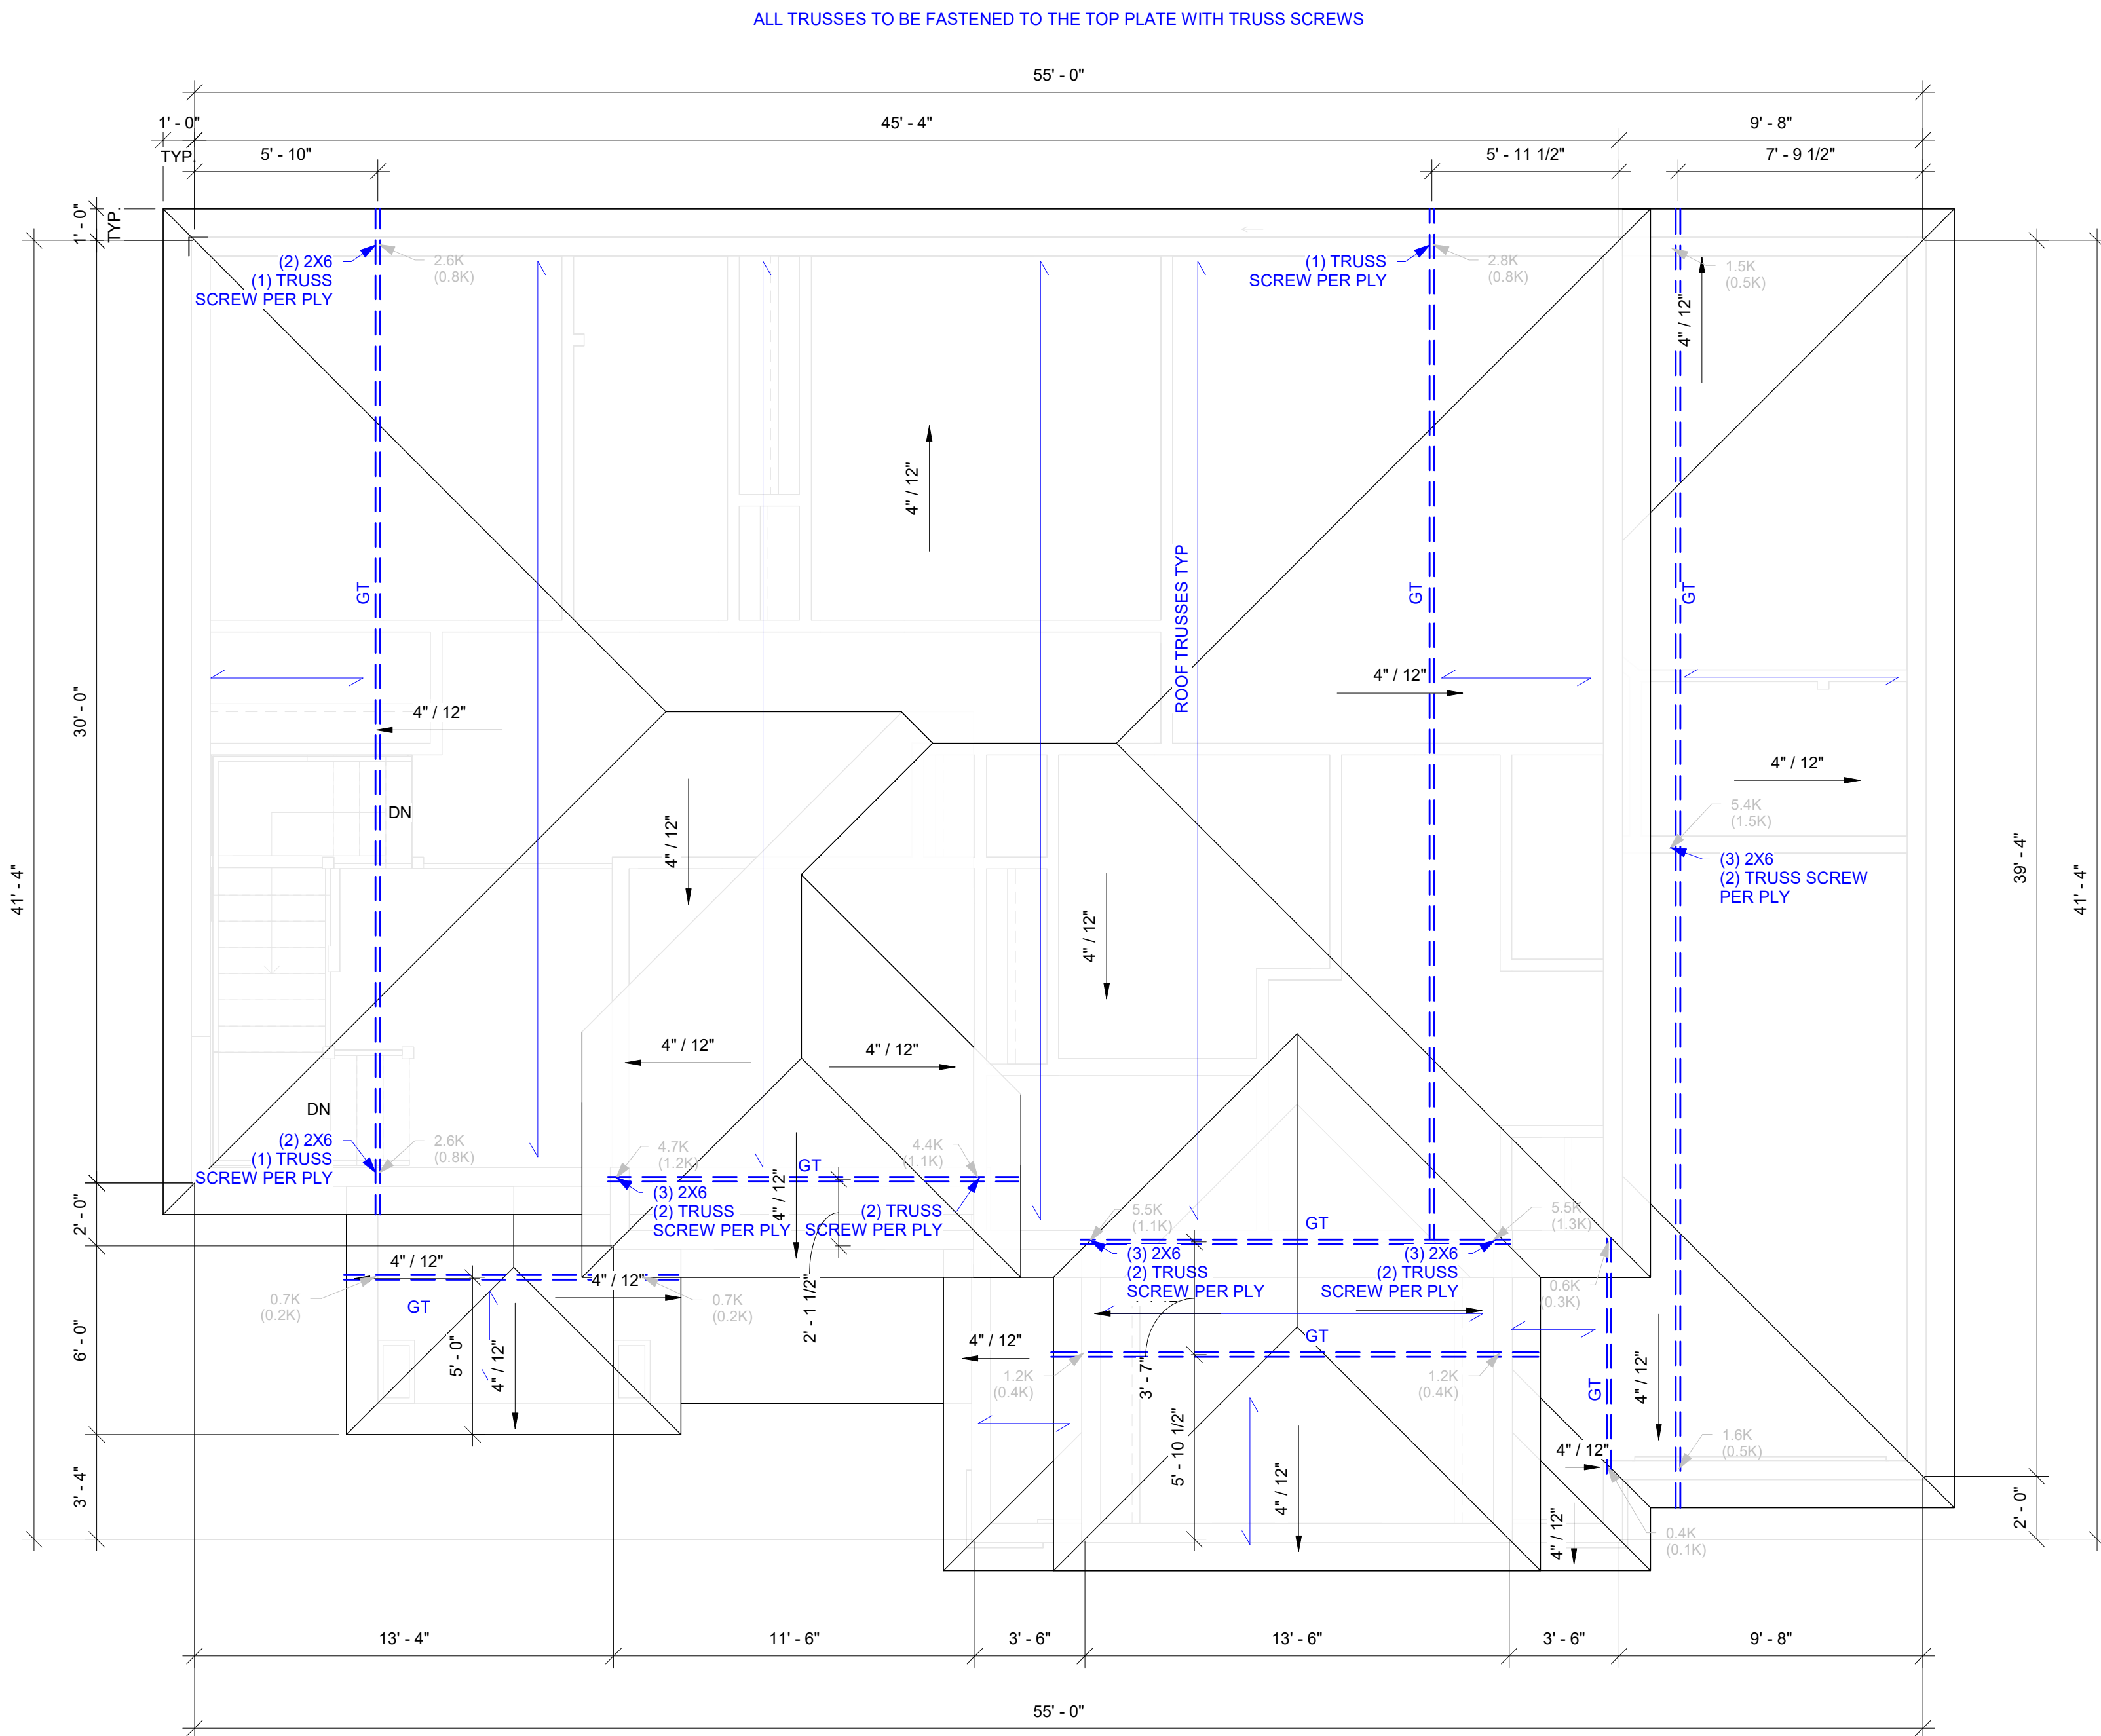 ALL TRUSSES TO BE FASTENED TO THE TOP PLATE WITH TRUSS SCREWS
55' - 0"
1' - 0"
TYP.
45' - 4"
9' - 8"
5' - 10"
5' - 11 1/2"
7' - 9 1/2"
1' - 0"
TYP.
(2) 2X6
(1) TRUSS
SCREW PER PLY
2.6K
(0.8K)
(1) TRUSS
SCREW PER PLY
2.8K
(0.8K)
1.5K
(0.5K)
4" / 12"
4" / 12"
GT
ROOF TRUSSES TYP
GT
GT
30' - 0"
41' - 4"
4" / 12"
4" / 12"
4" / 12"
DN
4" / 12"
4" / 12"
5.4K
(1.5K)
(3) 2X6
(2) TRUSS SCREW
PER PLY
39' - 4"
41' - 4"
4" / 12"
4" / 12"
4" / 12"
DN
(2) 2X6
(1) TRUSS
SCREW PER PLY
2.6K
(0.8K)
4.7K
(1.2K)
GT
4.4K
(1.1K)
(3) 2X6
(2) TRUSS
SCREW PER PLY
4" / 12"
(2) TRUSS
SCREW PER PLY
5.5K
(1.1K)
GT
5.5K
(1.3K)
(3) 2X6
(2) TRUSS
SCREW PER PLY
(3) 2X6
(2) TRUSS
SCREW PER PLY
2' - 0"
4" / 12"
4" / 12"
0.7K
(0.2K)
GT
0.7K
(0.2K)
2' - 1 1/2"
0.6K
(0.3K)
6' - 0"
5' - 0"
4" / 12"
4" / 12"
GT
3' - 7"
1.2K
(0.4K)
1.2K
(0.4K)
GT
4" / 12"
5' - 10 1/2"
4" / 12"
4" / 12"
1.6K
(0.5K)
3' - 4"
4" / 12"
0.4K
(0.1K)
2' - 0"
13' - 4"
11' - 6"
3' - 6"
13' - 6"
3' - 6"
9' - 8"
55' - 0"